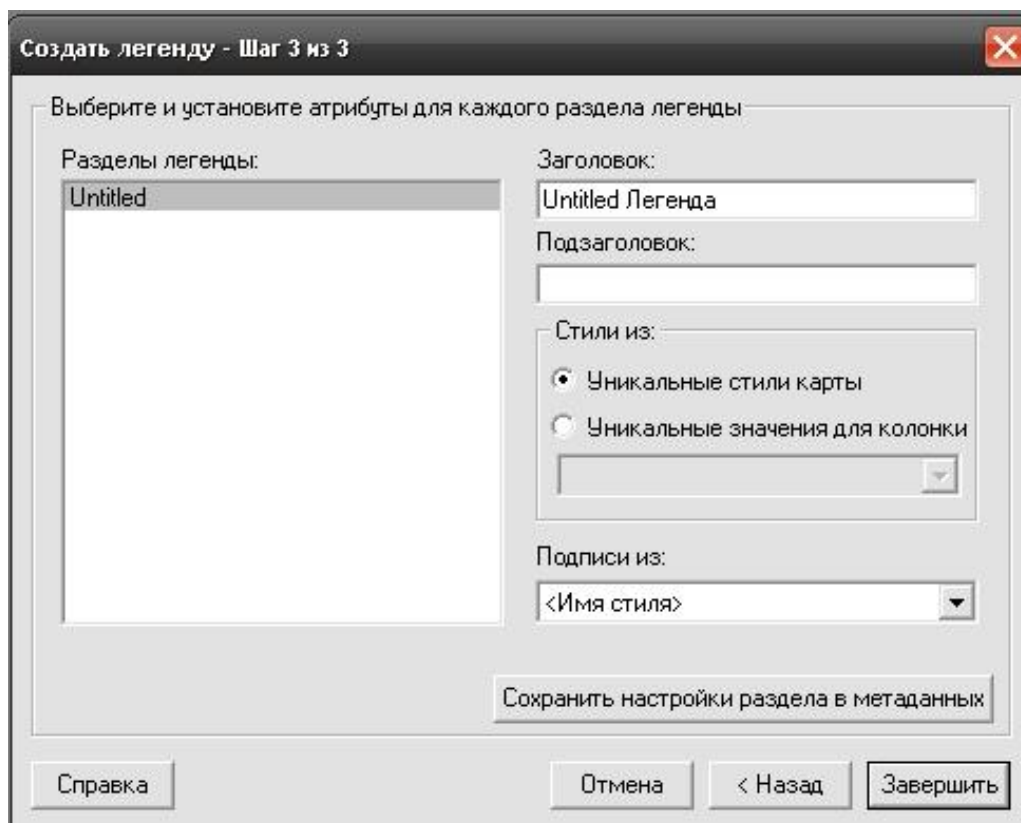 Создать легенду - Шаг 3 из 3
Выберите и установите атрибуты для каждого раздела легенды
Разделы легенды:
Untitled
Заголовок:
Untitled Легенда
Подзаголовок:
Стили из:
Уникальные стили карты
Уникальные значения для колонки
Подписи из:
<Имя стиля>
Сохранить настройки раздела в метаданных
Справка
Отмена
< Назад
Завершить